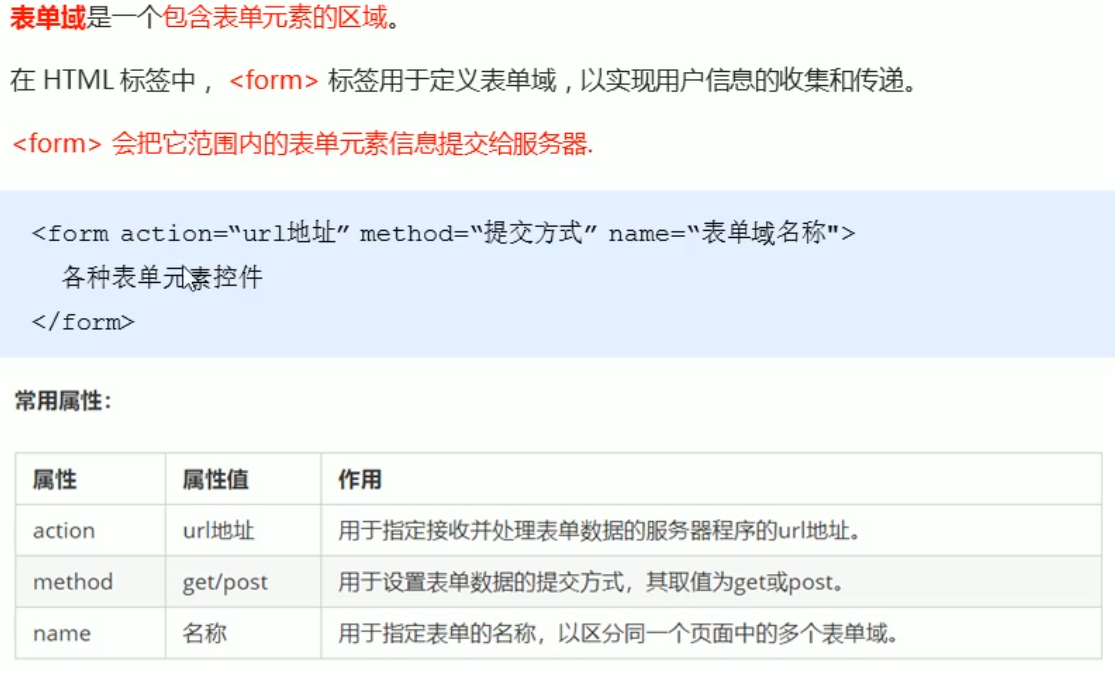 表单域是一个包含表单元素的区域。
在 HTML 标签中， <form> 标签用于定义表单域 , 以实现用户信息的收集和传递。
<form> 会把它范围内的表单元素信息提交给服务器.
<form action=“url地址” method=“提交方式” name=“表单域名称">
各种表单元素控件
</form>
常用属性：
属性 属性值 作用
action url地址 用于指定接收并处理表单数据的服务器程序的url地址。
method get/post 用于设置表单数据的提交方式，其取值为get或post。
name 名称 用于指定表单的名称，以区分同一个页面中的多个表单域。